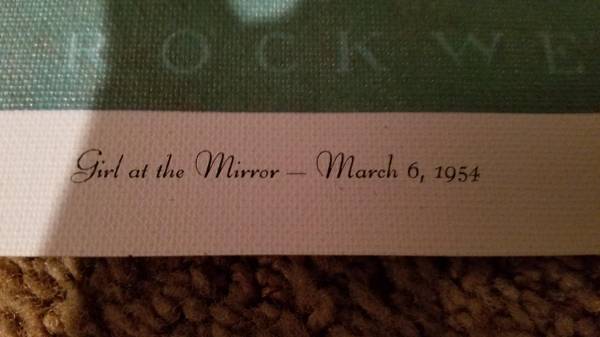 ROCKWE
Girl at the Mirror — March 6, 1954